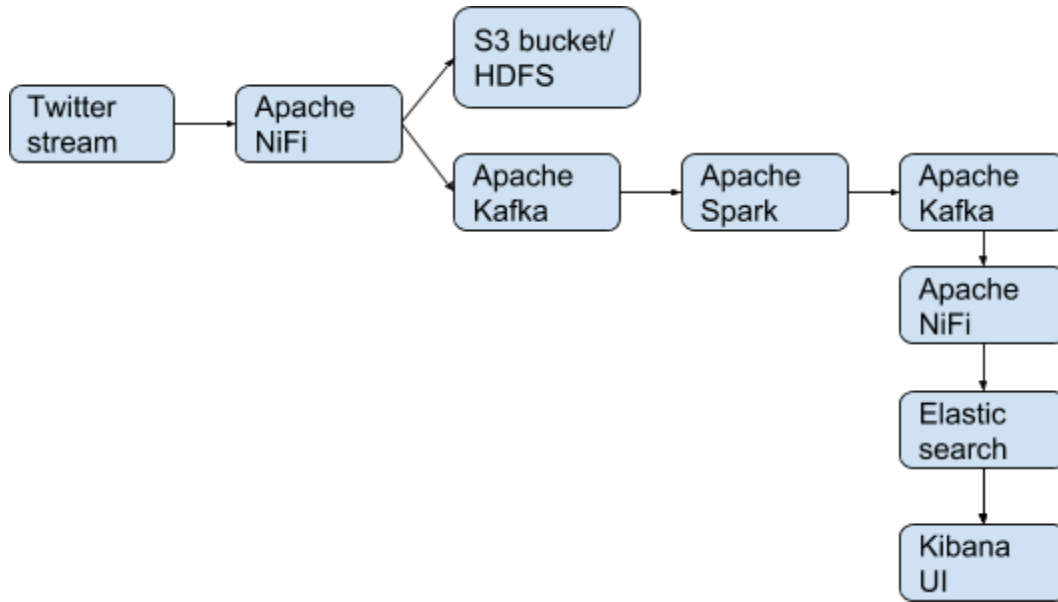 Twitter
stream
Apache
NiFi
S3 bucket/
HDFS
Apache
Kafka
Apache
Spark
Apache
Kafka
Apache
NiFi
Elastic
search
Kibana
UI